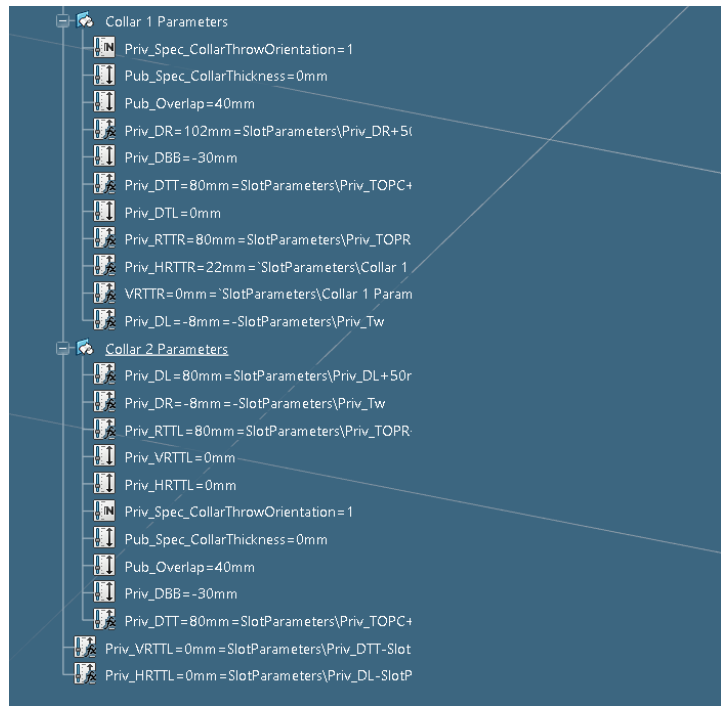 Collar 1 Parameters
Priv_Spec_CollarThrowOrientation=1
Pub_Spec_CollarThickness=0mm
Pub_Overlap=40mm
Priv_DR=102mm=SlotParameters\Priv_DR+50
Priv_DBB=-30mm
Priv_DTT=80mm=SlotParameters\Priv_TOPC+
Priv_DTL=0mm
Priv_RTTR=80mm=SlotParameters\Priv_TOPR
Priv_HRTTR=22mm=`SlotParameters\Collar 1
VRTTR=0mm=`SlotParameters\Collar 1 Param
Priv_DL=-8mm=-SlotParameters\Priv_Tw
Collar 2 Parameters
Priv_DL=80mm=SlotParameters\Priv_DL+50r
Priv_DR=-8mm=-SlotParameters\Priv_Tw
Priv_RTTL=80mm=SlotParameters\Priv_TOPR-
Priv_VRTTL=0mm
Priv_HRTTL=0mm
Priv_Spec_CollarThrowOrientation=1
Pub_Spec_CollarThickness=0mm
Pub_Overlap=40mm
Priv_DBB=-30mm
Priv_DTT=80mm=SlotParameters\Priv_TOPC+
Priv_VRTTL=0mm=SlotParameters\Priv_DTT-Slot
Priv_HRTTL=0mm=SlotParameters\Priv_DL-SlotP